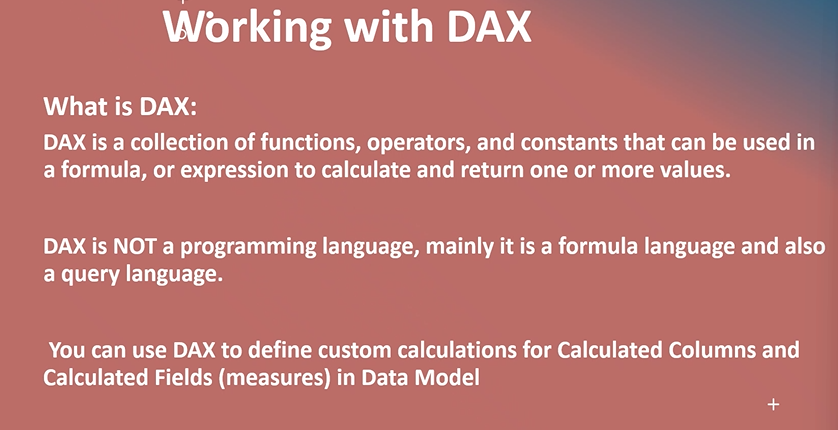 Working with DAX
What is DAX:
DAX is a collection of functions, operators, and constants that can be used in
a formula, or expression to calculate and return one or more values.
DAX is NOT a programming language, mainly it is a formula language and also
a query language.
You can use DAX to define custom calculations for Calculated Columns and
Calculated Fields (measures) in Data Model